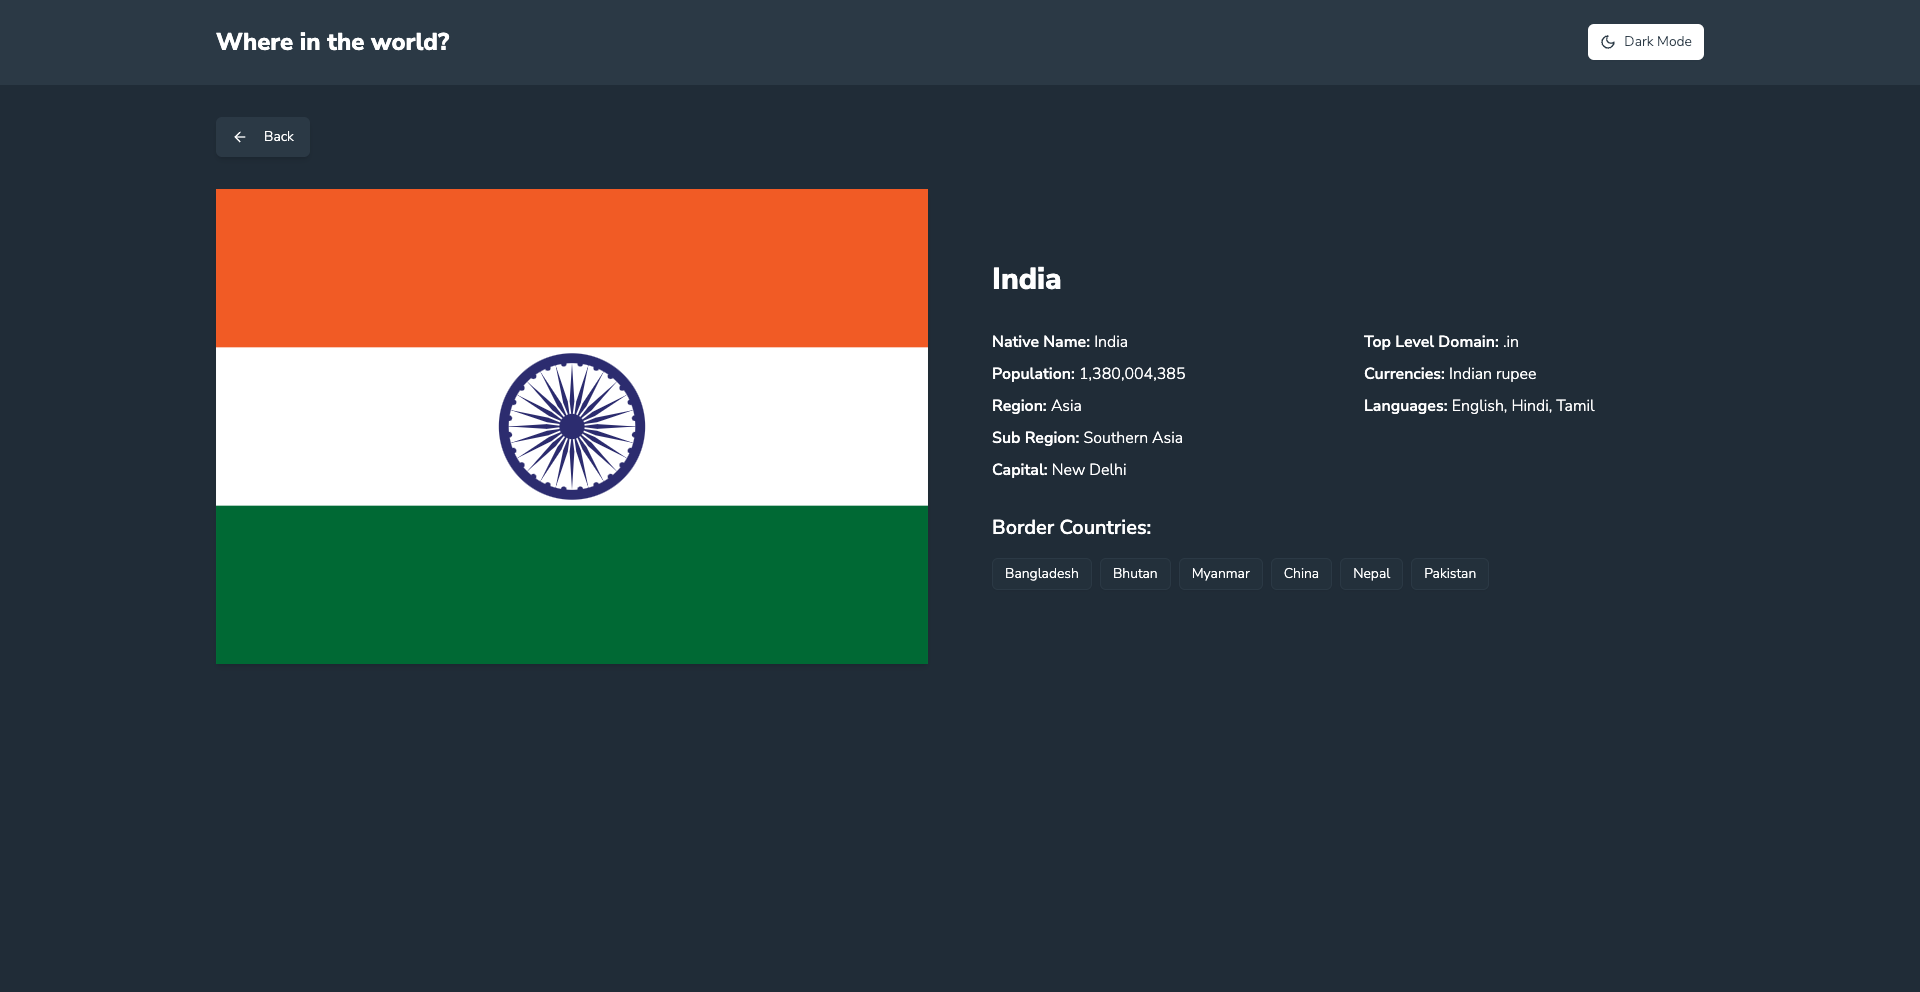 Where in the world?
Dark Mode
Back
India
Native Name: India
Population: 1,380,004,385
Region: Asia
Sub Region: Southern Asia
Capital: New Delhi
Top Level Domain: .in
Currencies: Indian rupee
Languages: English, Hindi, Tamil
Border Countries:
Bangladesh Bhutan Myanmar China Nepal Pakistan